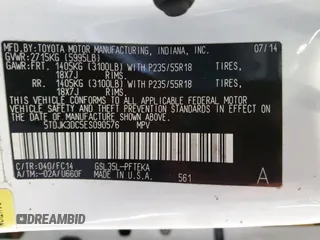 MFD.BY:TOYOTA MOTOR MANUFACTURING, INDIANA, INC. 07/14
GVWR:2715KG (5995LB)
GAWR:FRT. 1405KG (3100LB) WITH P235/55R18 TIRES,
18X7J RIMS.
RR. 1405KG (3100LB) WITH P235/55R18 TIRES,
18X7J RIMS.
THIS VEHICLE CONFORMS TO ALL APPLICABLE FEDERAL MOTOR
VEHICLE SAFETY AND THEFT PREVENTION STANDARDS IN EFFECT
ON THE DATE OF MANUFACTURE SHOWN ABOVE.
5TDJK3DC5ES090576 MPV
C/TR:040/FC14 GSL35L-PFTEKA
A/TM:-02A/U660F MADE IN U.S.A. 561 A